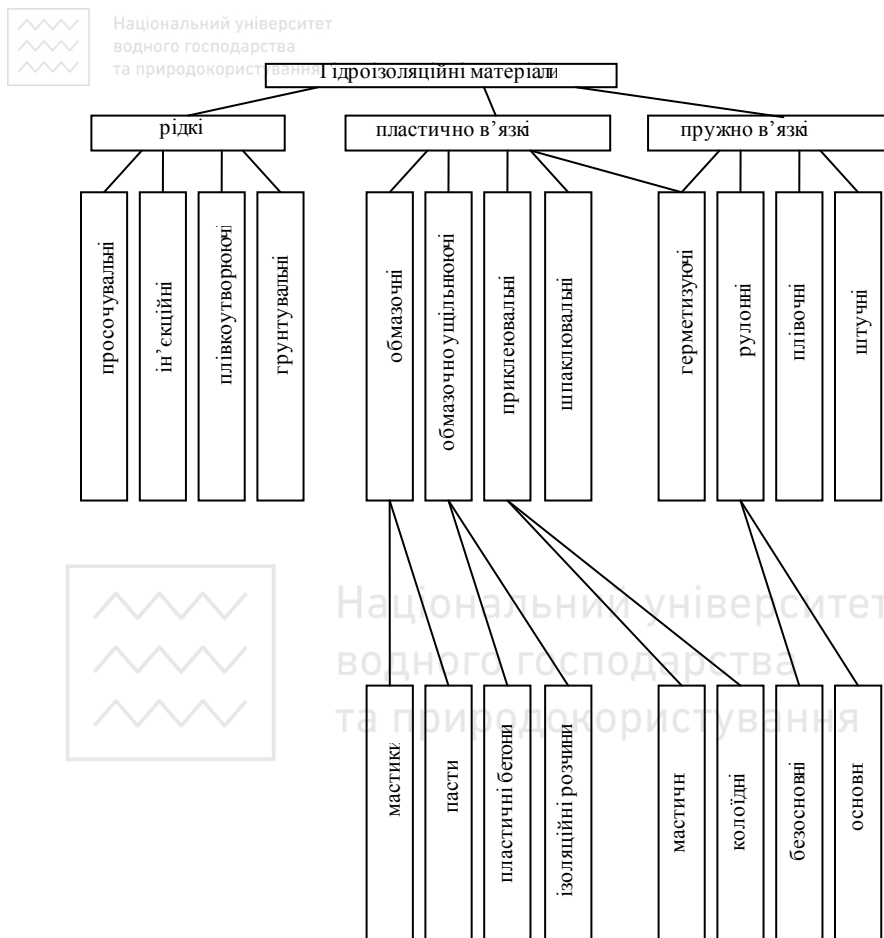 Національний університет
водного господарства
та природокористування
Гідроізоляційні матеріали
рідкі
пластично в’язкі
пружно в’язкі
просочувальні
ін’єкційні
плівкоутворюючі
грунтувальні
обмазочні
обмазочно ущільнюючі
приклеювальні
шпаклювальні
герметизуючі
рулонні
плівочні
штучні
Національний університет
водного господарства
та природокористування
мастики
пасти
пластичні бетони
ізоляційні розчини
мастичн
колоїдні
безосновні
основн